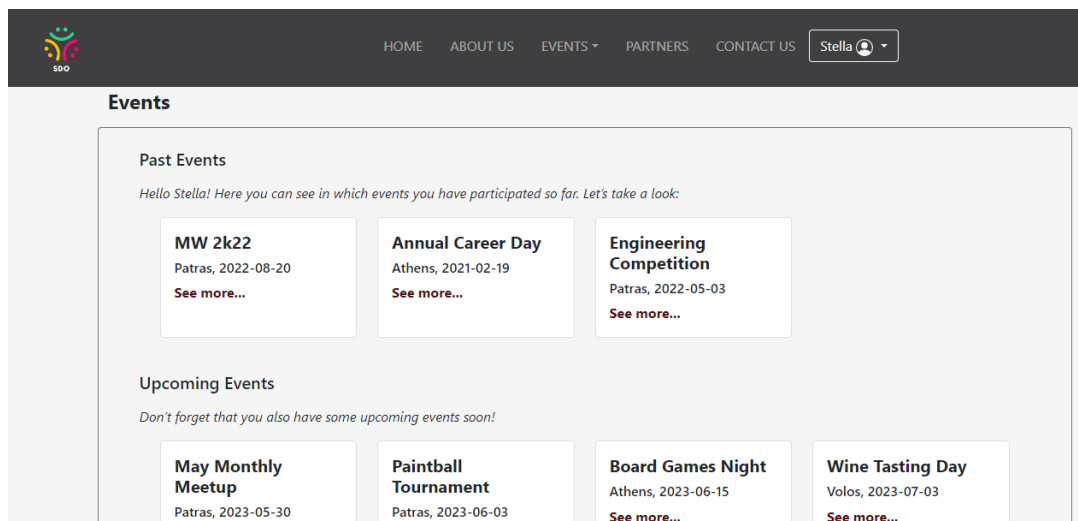 HOME ABOUT US EVENTS PARTNERS CONTACT US Stella
SDO
Events
Past Events
Hello Stella! Here you can see in which events you have participated so far. Let's take a look:
MW 2k22
Patras, 2022-08-20
See more...
Annual Career Day
Athens, 2021-02-19
See more...
Engineering
Competition
Patras, 2022-05-03
See more...
Upcoming Events
Don't forget that you also have some upcoming events soon!
May Monthly
Meetup
Patras, 2023-05-30
Paintball
Tournament
Patras, 2023-06-03
Board Games Night
Athens, 2023-06-15
See more...
Wine Tasting Day
Volos, 2023-07-03
See more...